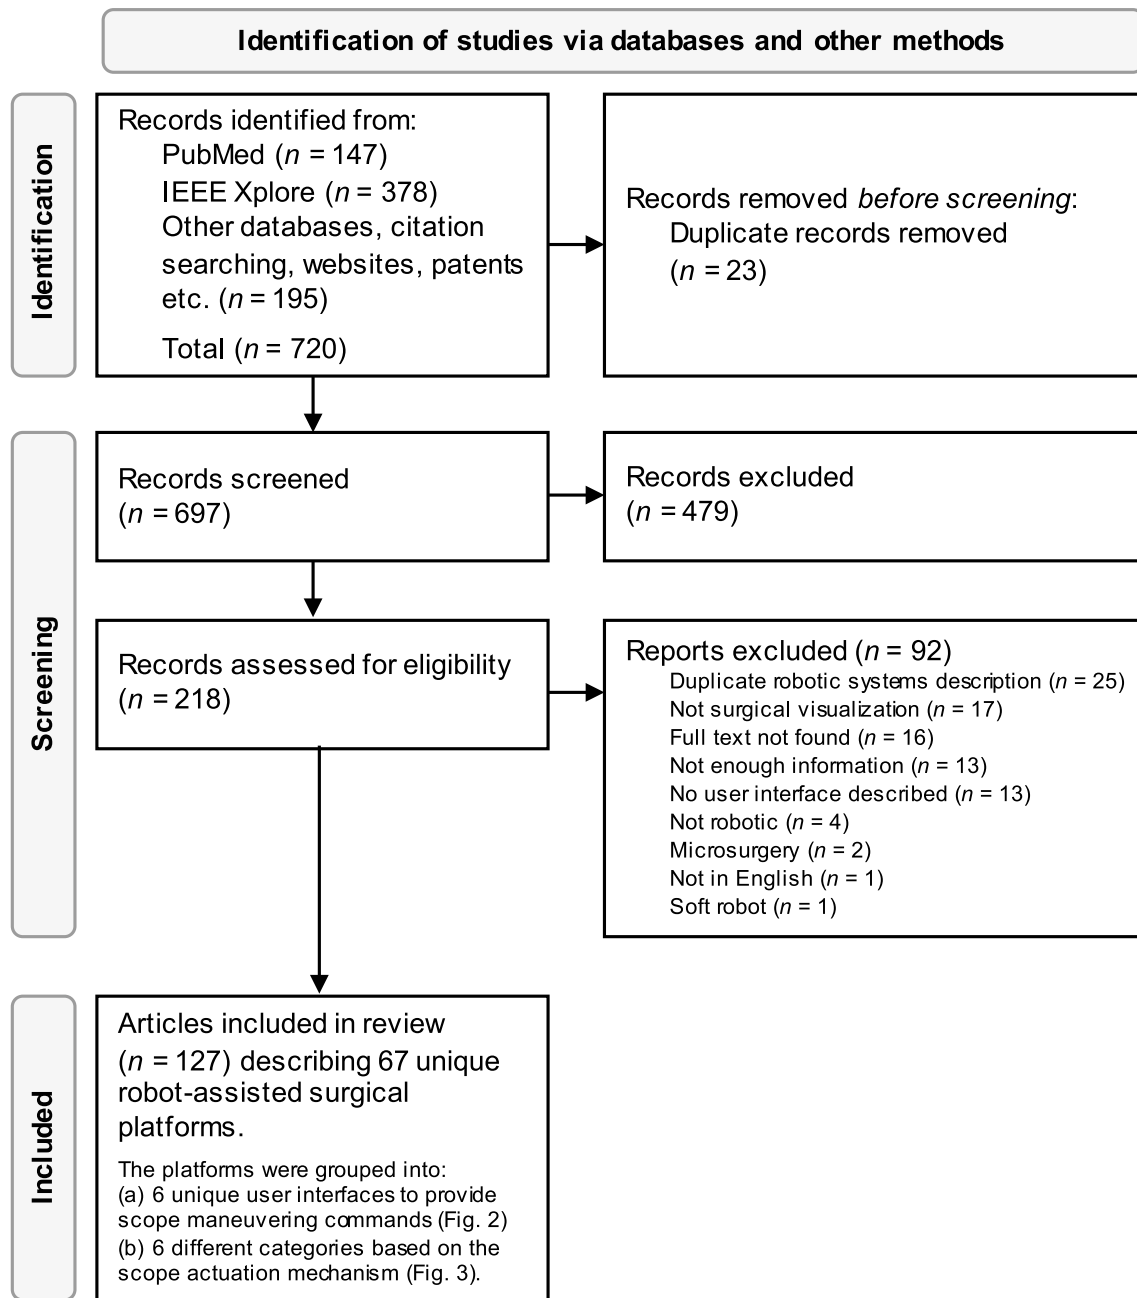 Identification of studies via databases and other methods
Identification
Records identified from:
PubMed (n = 147)
IEEE Xplore (n = 378)
Other databases, citation
searching, websites, patents
etc. (n = 195)
Total (n = 720)
Records removed before screening:
Duplicate records removed
(n = 23)
Screening
Records screened
(n = 697)
Records excluded
(n = 479)
Records assessed for eligibility
(n = 218)
Reports excluded (n = 92)
Duplicate robotic systems description (n = 25)
Not surgical visualization (n = 17)
Full text not found (n = 16)
Not enough information (n = 13)
No user interface described (n = 13)
Not robotic (n = 4)
Microsurgery (n = 2)
Not in English (n = 1)
Soft robot (n = 1)
Included
Articles included in review
(n = 127) describing 67 unique
robot-assisted surgical
platforms.
The platforms were grouped into:
(a) 6 unique user interfaces to provide
scope maneuvering commands (Fig. 2)
(b) 6 different categories based on the
scope actuation mechanism (Fig. 3).